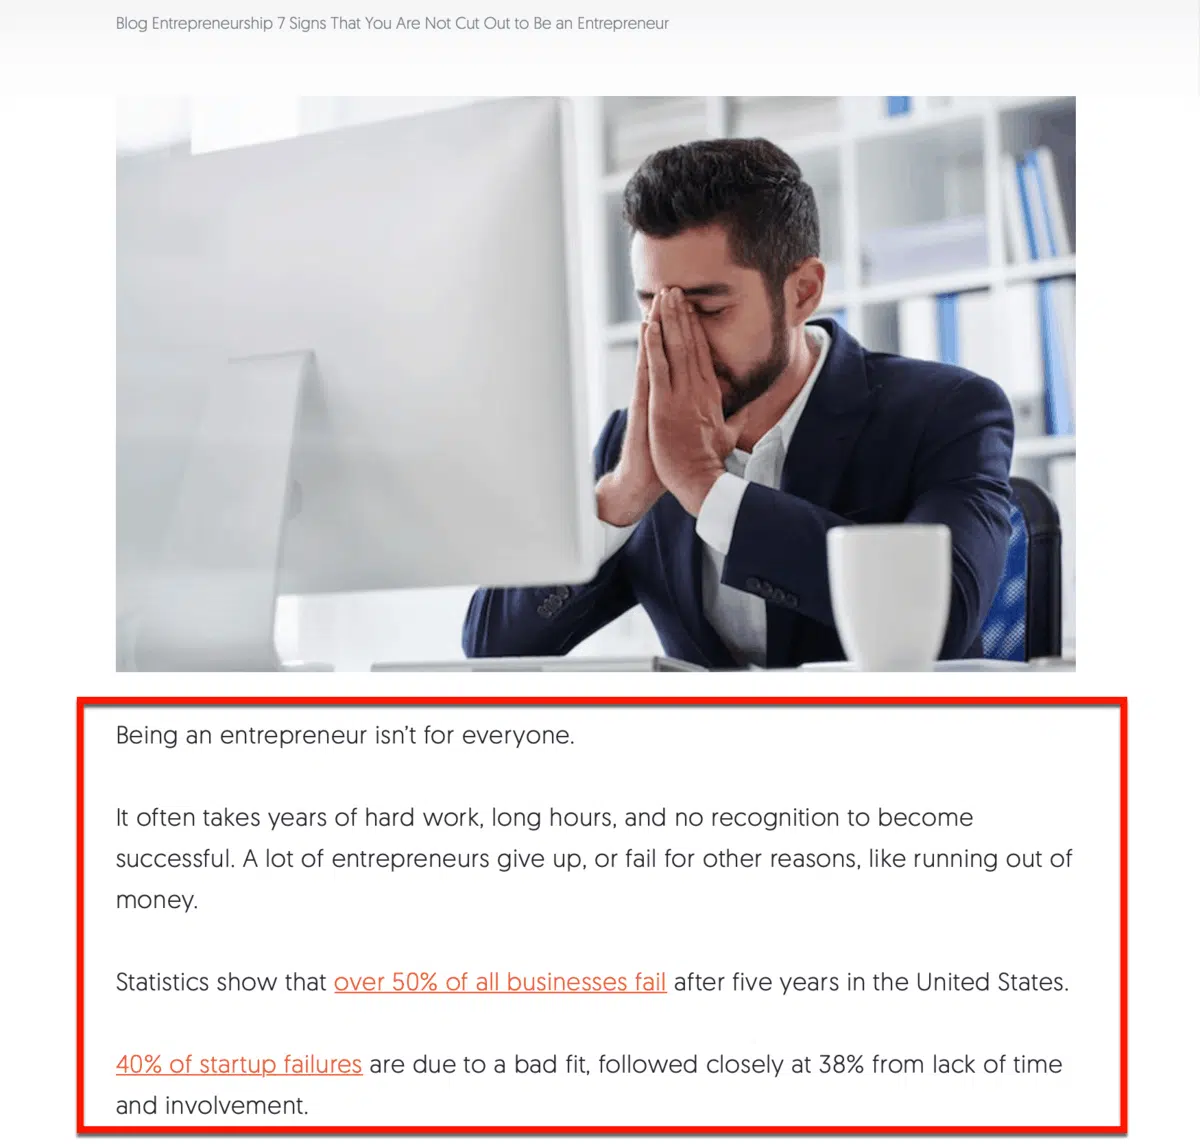 Blog Entrepreneurship 7 Signs That You Are Not Cut Out to Be an Entrepreneur
Being an entrepreneur isn't for everyone.
It often takes years of hard work, long hours, and no recognition to become
successful. A lot of entrepreneurs give up, or fail for other reasons, like running out of
money.
Statistics show that over 50% of all businesses fail after five years in the United States.
40% of startup failures are due to a bad fit, followed closely at 38% from lack of time
and involvement.